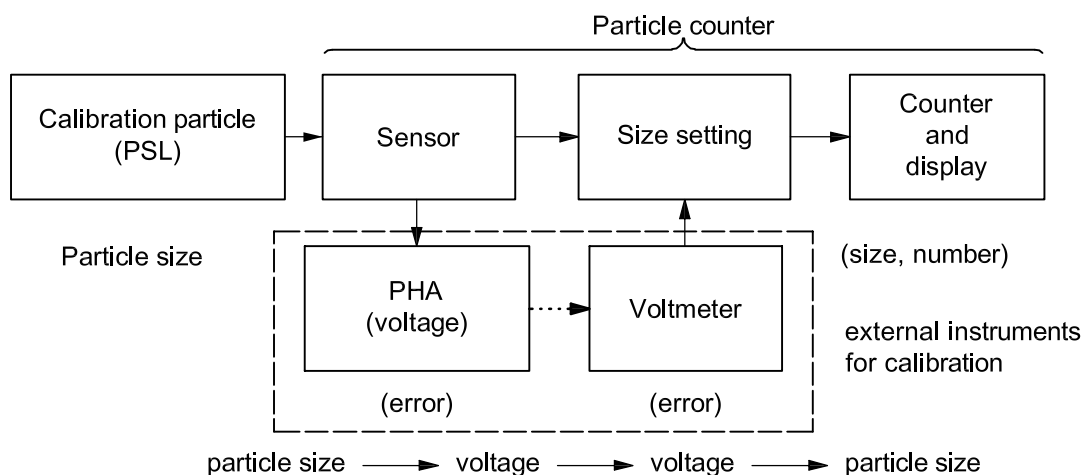 Particle counter
Calibration particle
(PSL)
Sensor
Size setting
Counter
and
display
Particle size
PHA
(voltage)
Voltmeter
(size, number)
external instruments
for calibration
(error)
(error)
particle size
voltage
voltage
particle size